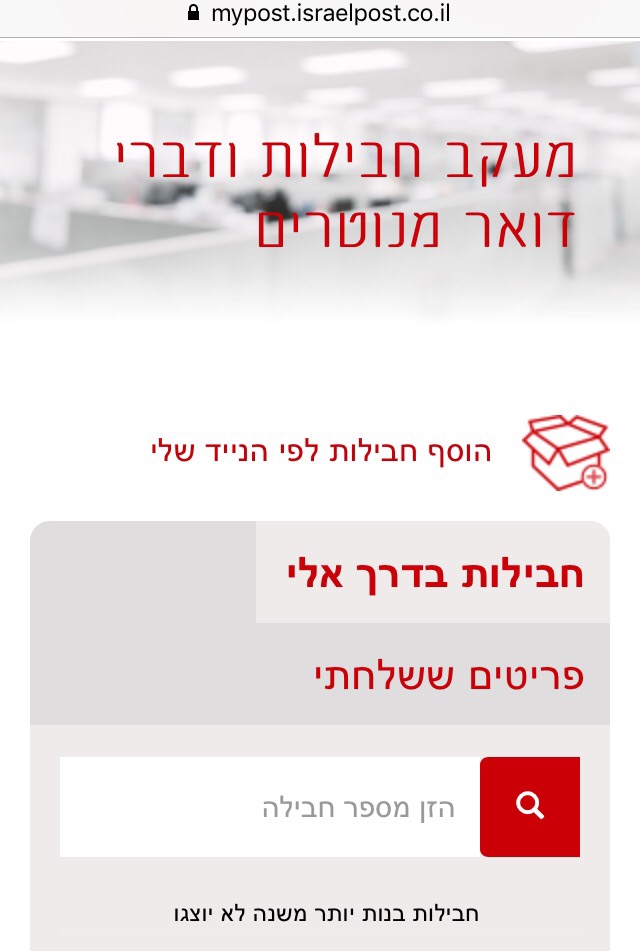 mypost.israelpost.co.il
מעקב חבילות ודברי
דואר מנוטרים
הוסף חבילות לפי הנייד שלי
חבילות בדרך אלי
פריטים ששלחתי
הזן מספר חבילה
חבילות בנות יותר משנה לא יוצגו